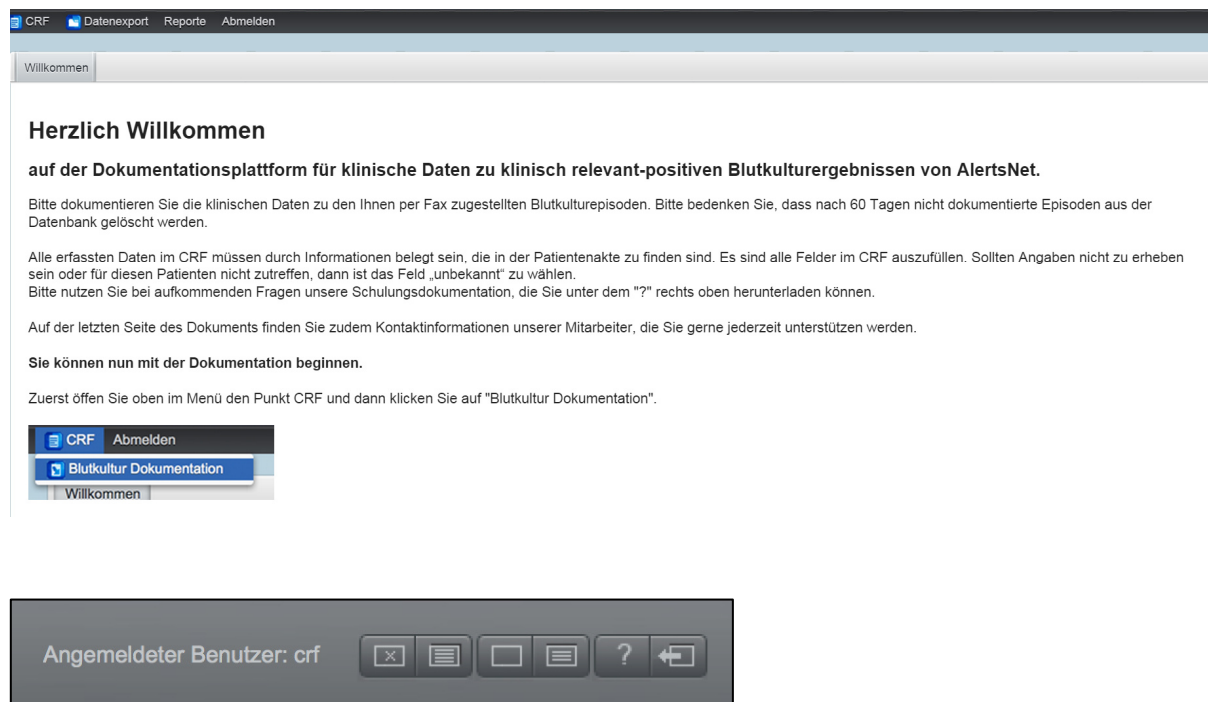 CRF Datenexport Reporte Abmelden
Willkommen
Herzlich Willkommen
auf der Dokumentationsplattform für klinische Daten zu klinisch relevant-positiven Blutkulturergebnissen von AlertsNet.
Bitte dokumentieren Sie die klinischen Daten zu den Ihnen per Fax zugestellten Blutkulturepisoden. Bitte bedenken Sie, dass nach 60 Tagen nicht dokumentierte Episoden aus der
Datenbank gelöscht werden.
Alle erfassten Daten im CRF müssen durch Informationen belegt sein, die in der Patientenakte zu finden sind. Es sind alle Felder im CRF auszufüllen. Sollten Angaben nicht zu erheben
sein oder für diesen Patienten nicht zutreffen, dann ist das Feld „unbekannt“ zu wählen.
Bitte nutzen Sie bei aufkommenden Fragen unsere Schulungsdokumentation, die Sie unter dem "?" rechts oben herunterladen können.
Auf der letzten Seite des Dokuments finden Sie zudem Kontaktinformationen unserer Mitarbeiter, die Sie gerne jederzeit unterstützen werden.
Sie können nun mit der Dokumentation beginnen.
Zuerst öffen Sie oben im Menü den Punkt CRF und dann klicken Sie auf "Blutkultur Dokumentation".
CRF Abmelden
Blutkultur Dokumentation
Willkommen
Angemeldeter Benutzer: crf ?